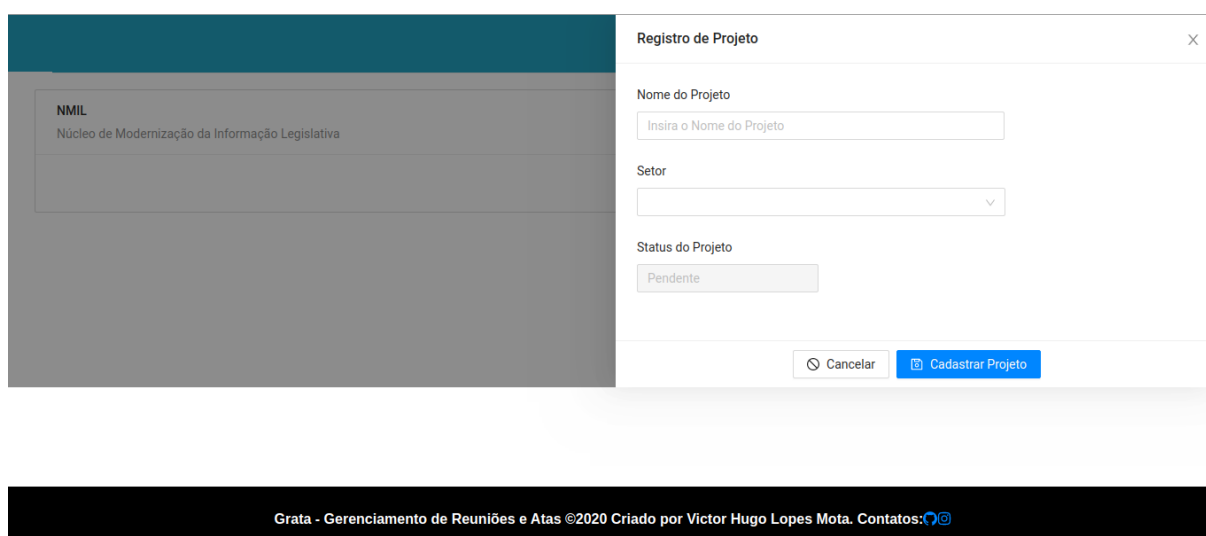 NMIL
Núcleo de Modernização da Informação Legislativa
Registro de Projeto
Nome do Projeto
Insira o Nome do Projeto
Setor
Status do Projeto
Pendente
Cancelar
Cadastrar Projeto
Grata - Gerenciamento de Reuniões e Atas ©2020 Criado por Victor Hugo Lopes Mota. Contatos: